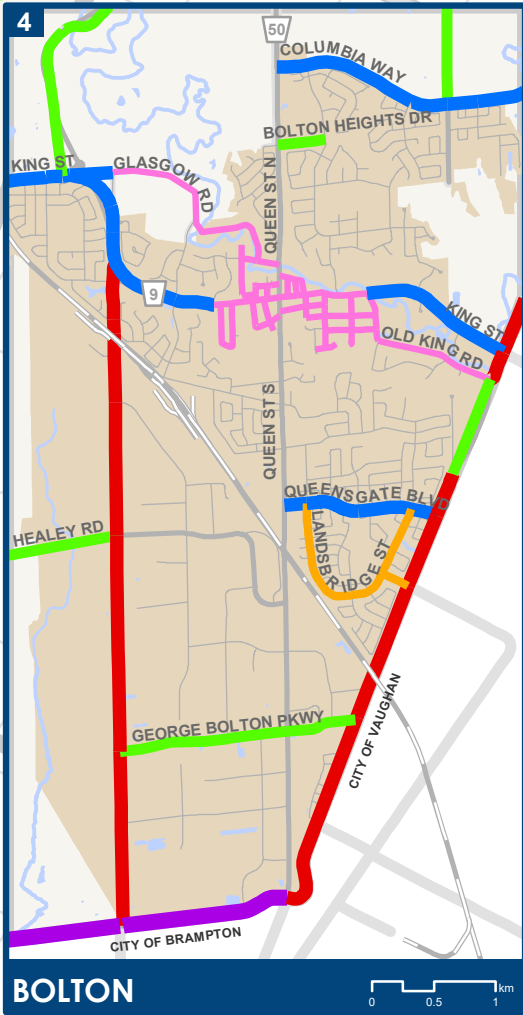 4
50
COLUMBIA WAY
BOLTON HEIGHTS DR
KING ST
GLASGOW RD
QUEEN ST N
9
KING ST
OLD KING RD
QUEEN ST S
QUEENSGATE BLVD
LANDSBRIDGE ST
HEALEY RD
CITY OF VAUGHAN
GEORGE BOLTON PKWY
CITY OF BRAMPTON
BOLTON
km
0 0.5 1